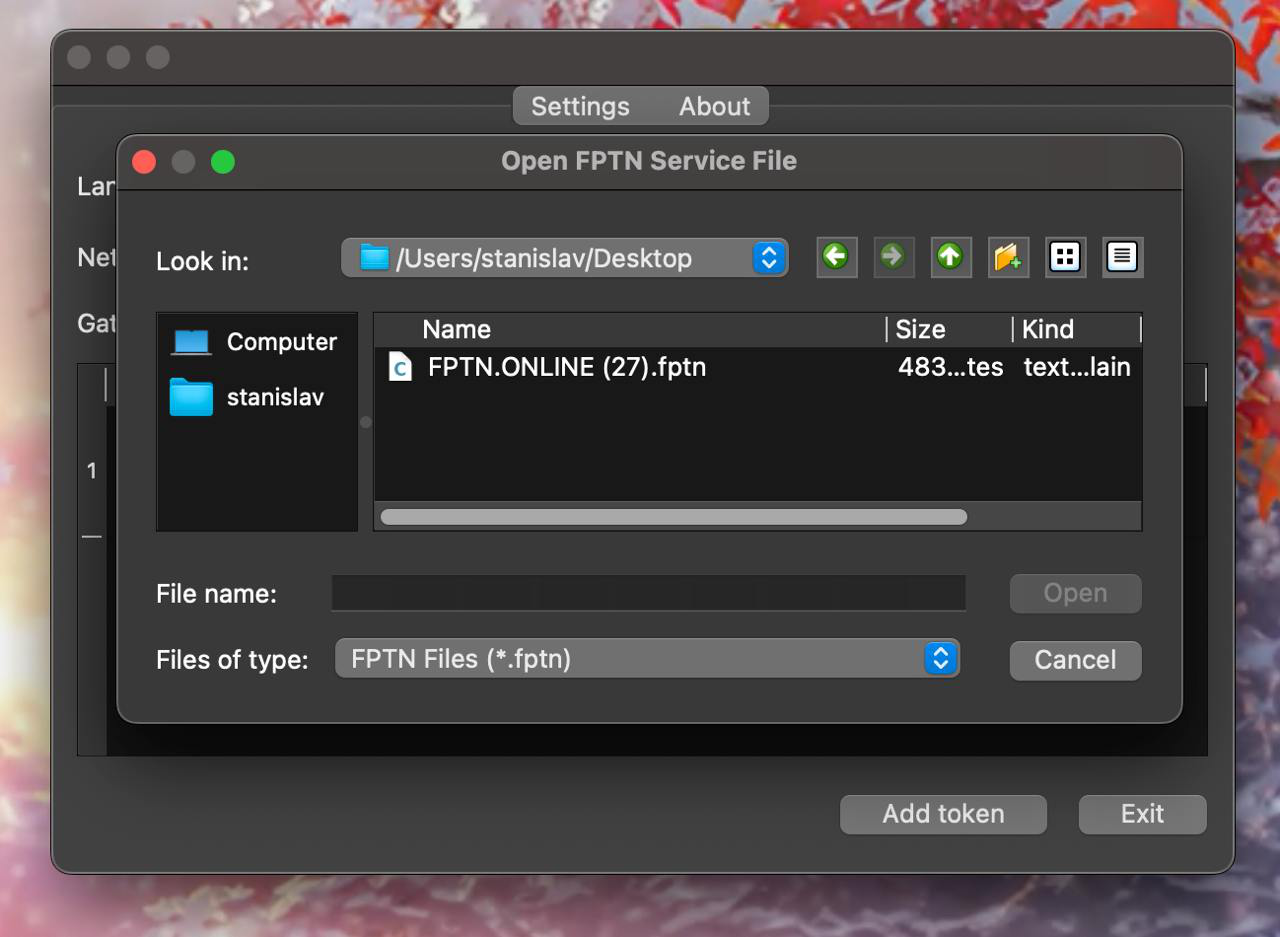 Settings About
Open FPTN Service File
Lar
Net
Gat
Look in: /Users/stanislav/Desktop
Computer
stanislav
Name Size Kind
FPTN.ONLINE (27).fptn 483...tes text...lain
1
File name: Open
Files of type: FPTN Files (*.fptn) Cancel
Add token Exit